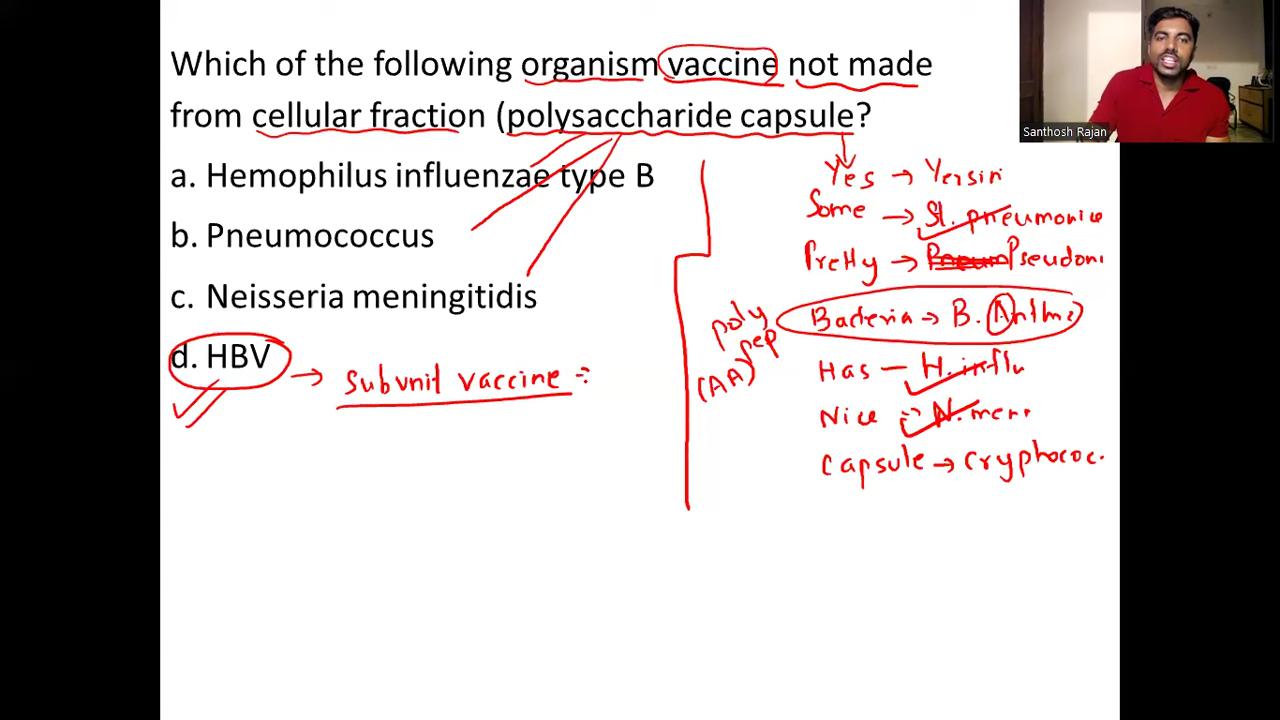 Which of the following organism vaccine not made
from cellular fraction (polysaccharide capsule?
a. Hemophilus influenzae type B
b. Pneumococcus
c. Neisseria meningitidis
d. HBV → Subunit vaccine ÷
Yes → Yersin
Some → St. pneumoniae
Pretty → Pseudom
Bacteria → B. Anthra
poly
pep
(AA)
Has – H. influ
Nice → N. meni
Capsule → Cryptococ.
Santhosh Rajan